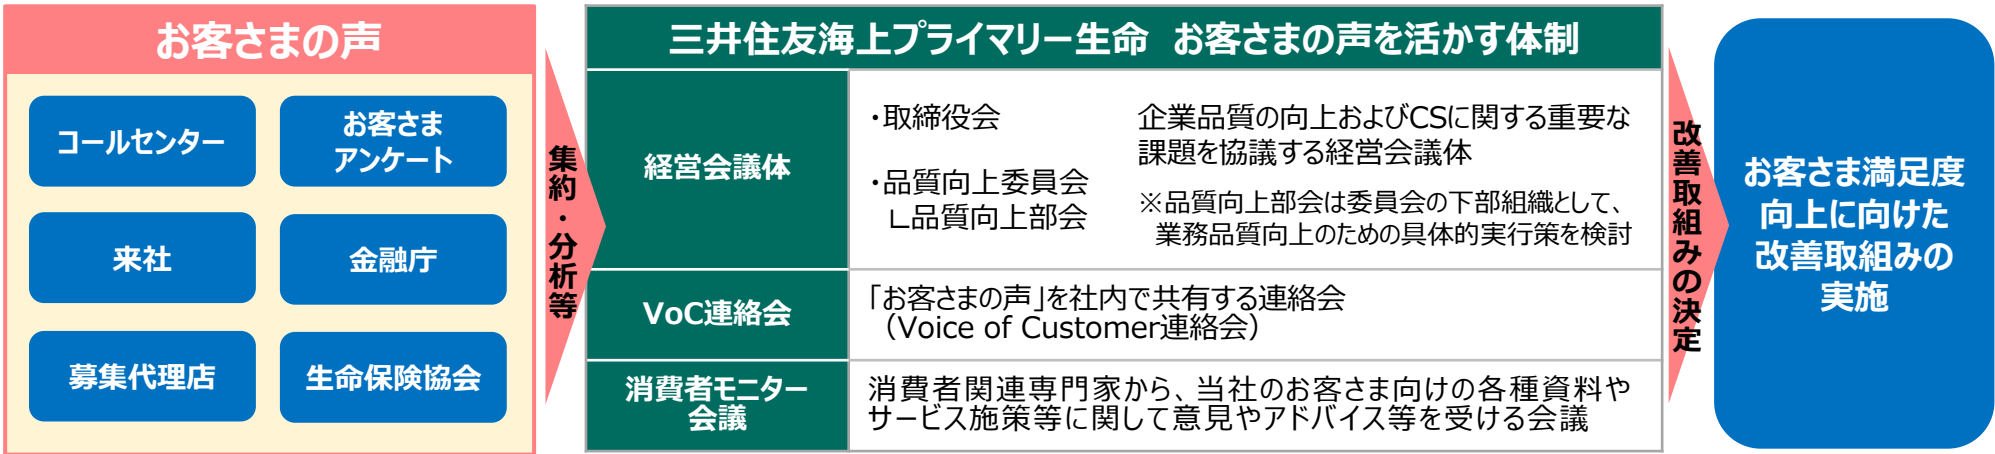 お客さまの声
コールセンター
お客さま
アンケート
来社
金融庁
募集代理店
生命保険協会
集約・分析等
三井住友海上プライマリー生命 お客さまの声を活かす体制
経営会議体
・取締役会
・品質向上委員会
∟品質向上部会
企業品質の向上およびCSに関する重要な
課題を協議する経営会議体
※品質向上部会は委員会の下部組織として、
業務品質向上のための具体的実行策を検討
VoC連絡会
「お客さまの声」を社内で共有する連絡会
（Voice of Customer連絡会）
消費者モニター
会議
消費者関連専門家から、当社のお客さま向けの各種資料や
サービス施策等に関して意見やアドバイス等を受ける会議
改善取組みの決定
お客さま満足度
向上に向けた
改善取組みの
実施